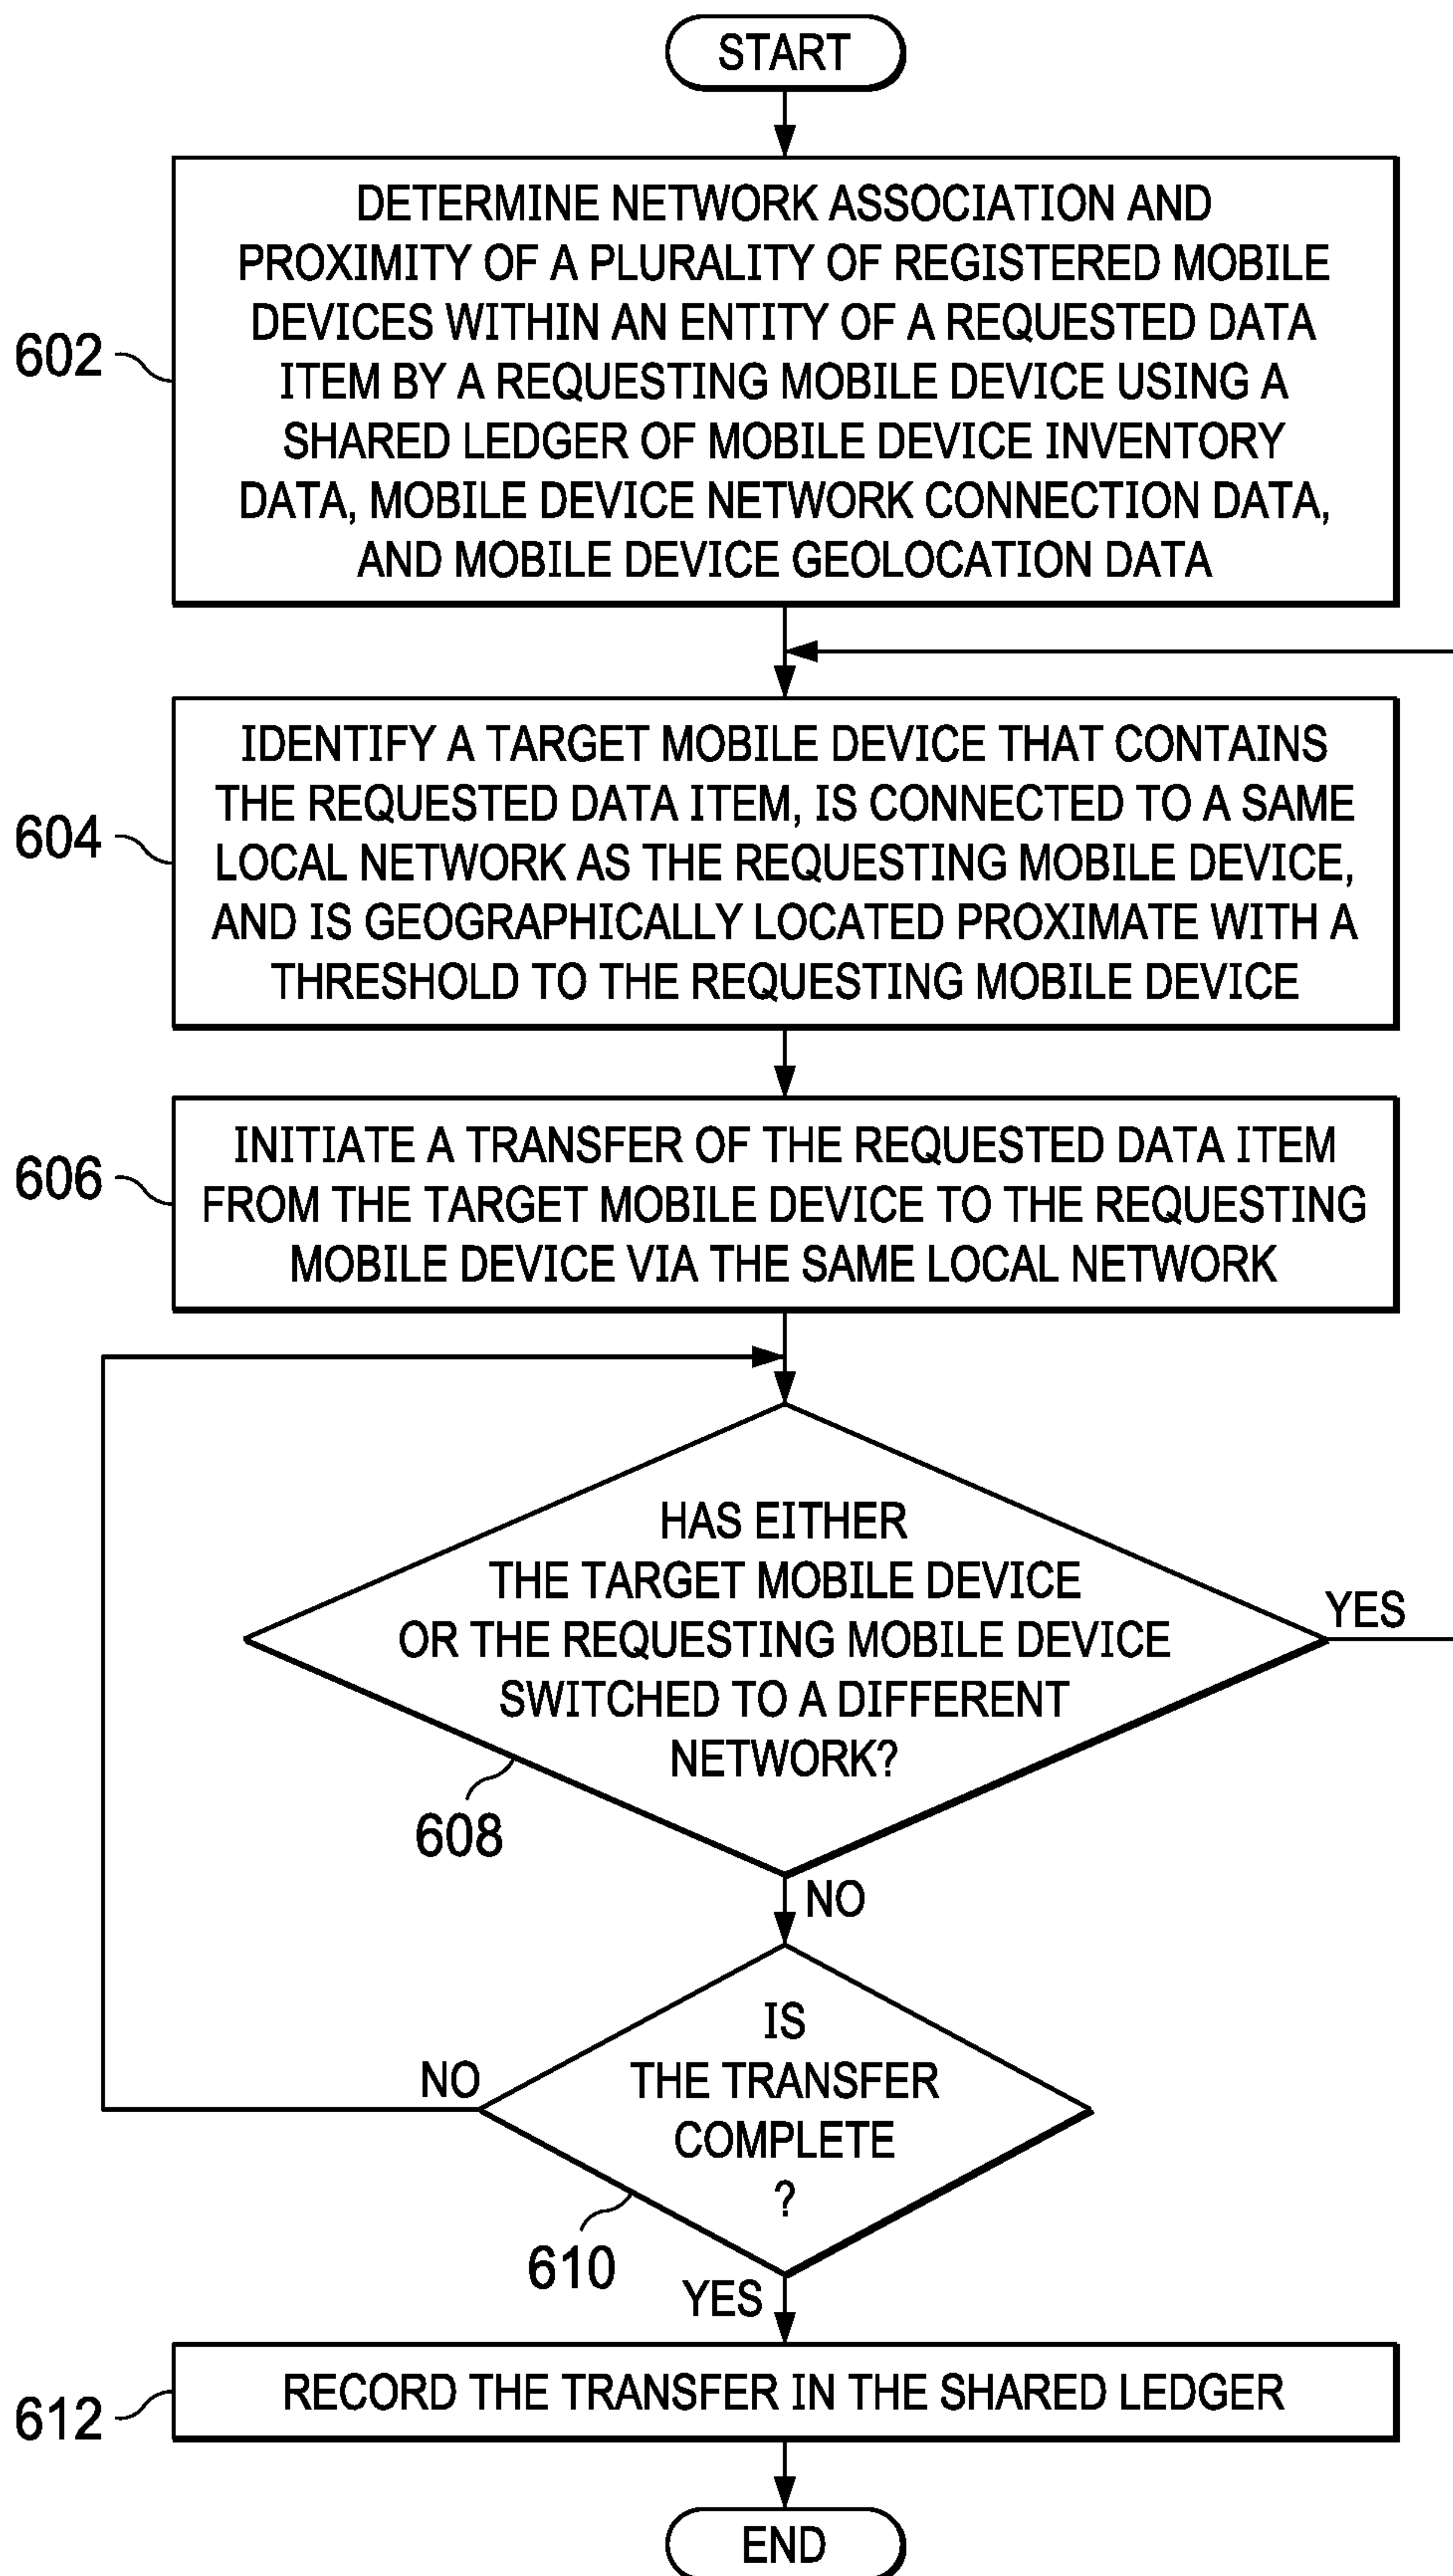 START
DETERMINE NETWORK ASSOCIATION AND
PROXIMITY OF A PLURALITY OF REGISTERED MOBILE
DEVICES WITHIN AN ENTITY OF A REQUESTED DATA
ITEM BY A REQUESTING MOBILE DEVICE USING A
SHARED LEDGER OF MOBILE DEVICE INVENTORY
DATA, MOBILE DEVICE NETWORK CONNECTION DATA,
AND MOBILE DEVICE GEOLOCATION DATA
602
IDENTIFY A TARGET MOBILE DEVICE THAT CONTAINS
THE REQUESTED DATA ITEM, IS CONNECTED TO A SAME
LOCAL NETWORK AS THE REQUESTING MOBILE DEVICE,
AND IS GEOGRAPHICALLY LOCATED PROXIMATE WITH A
THRESHOLD TO THE REQUESTING MOBILE DEVICE
604
INITIATE A TRANSFER OF THE REQUESTED DATA ITEM
FROM THE TARGET MOBILE DEVICE TO THE REQUESTING
MOBILE DEVICE VIA THE SAME LOCAL NETWORK
606
HAS EITHER
THE TARGET MOBILE DEVICE
OR THE REQUESTING MOBILE DEVICE
SWITCHED TO A DIFFERENT
NETWORK?
YES
608
NO
IS
THE TRANSFER
COMPLETE
?
NO
610
YES
RECORD THE TRANSFER IN THE SHARED LEDGER
612
END